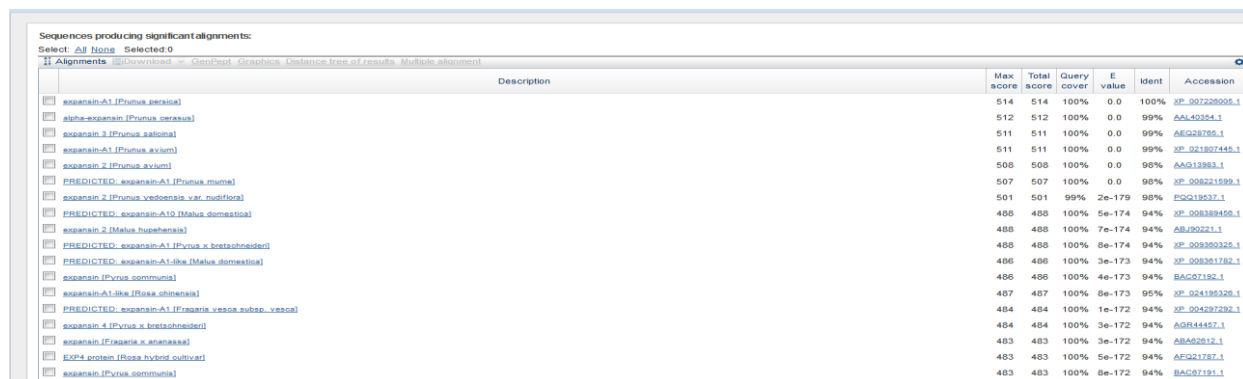 Sequences producing significant alignments:
Select: All None Selected:0
Alignments Download GenPept Graphics Distance tree of results Multiple alignment
Description Max score Total score Query cover E value Ident Accession
expansin-A1 [Prunus persica] 514 514 100% 0.0 100% XP_007226005.1
alpha-expansin [Prunus cerasus] 512 512 100% 0.0 99% AAL40354.1
expansin 3 [Prunus salicina] 511 511 100% 0.0 99% AEQ28765.1
expansin-A1 [Prunus avium] 511 511 100% 0.0 99% XP_021807445.1
expansin 2 [Prunus avium] 508 508 100% 0.0 98% AAG13983.1
PREDICTED: expansin-A1 [Prunus mume] 507 507 100% 0.0 98% XP_008221599.1
expansin 2 [Prunus yedoensis var. nudiflora] 501 501 99% 2e-179 98% PQQ19537.1
PREDICTED: expansin-A10 [Malus domestica] 488 488 100% 5e-174 94% XP_008389456.1
expansin 2 [Malus hupehensis] 488 488 100% 7e-174 94% ABJ90221.1
PREDICTED: expansin-A1 [Pyrus x bretschneideri] 488 488 100% 8e-174 94% XP_009360325.1
PREDICTED: expansin-A1-like [Malus domestica] 486 486 100% 3e-173 94% XP_008361782.1
expansin [Pyrus communis] 486 486 100% 4e-173 94% BAC67192.1
expansin-A1-like [Rosa chinensis] 487 487 100% 8e-173 95% XP_024195326.1
PREDICTED: expansin-A1 [Fragaria vesca subsp. vesca] 484 484 100% 1e-172 94% XP_004297292.1
expansin 4 [Pyrus x bretschneideri] 484 484 100% 3e-172 94% AGR44457.1
expansin [Fragaria x ananassa] 483 483 100% 3e-172 94% ABA62612.1
EXP4 protein [Rosa hybrid cultivar] 483 483 100% 5e-172 94% AFQ21787.1
expansin [Pyrus communis] 483 483 100% 8e-172 94% BAC67191.1